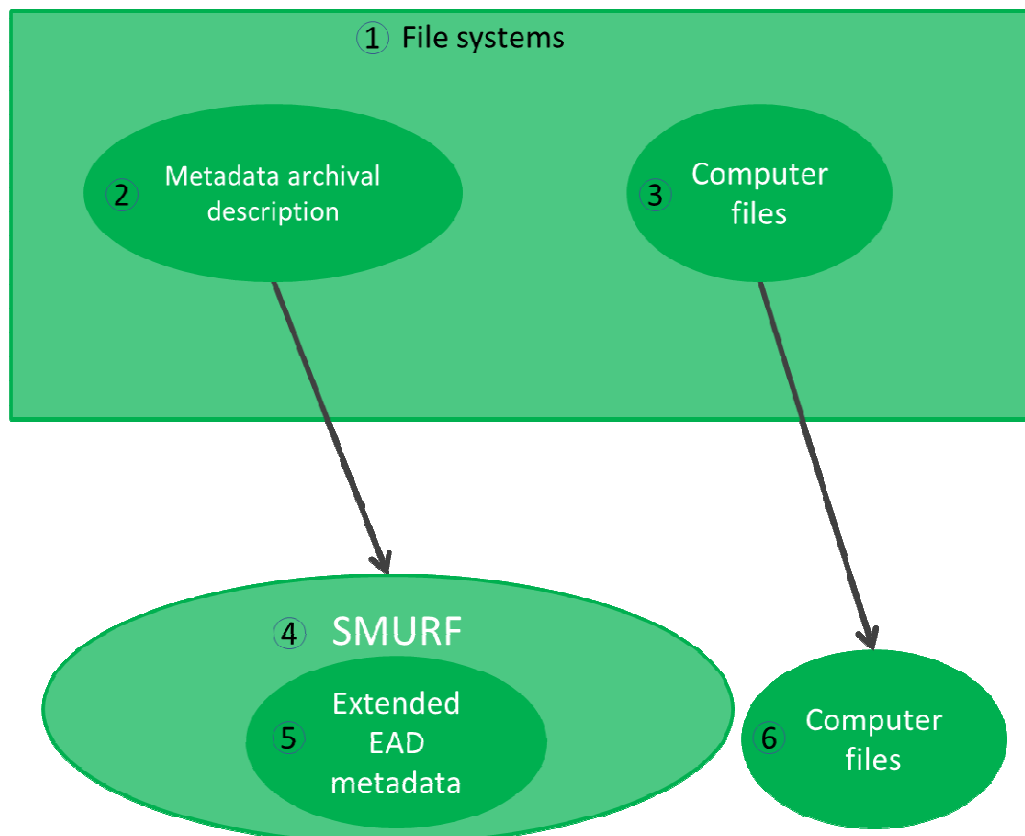 ① File systems
② Metadata archival
description
③ Computer
files
④ SMURF
⑤ Extended
EAD
metadata
⑥ Computer
files